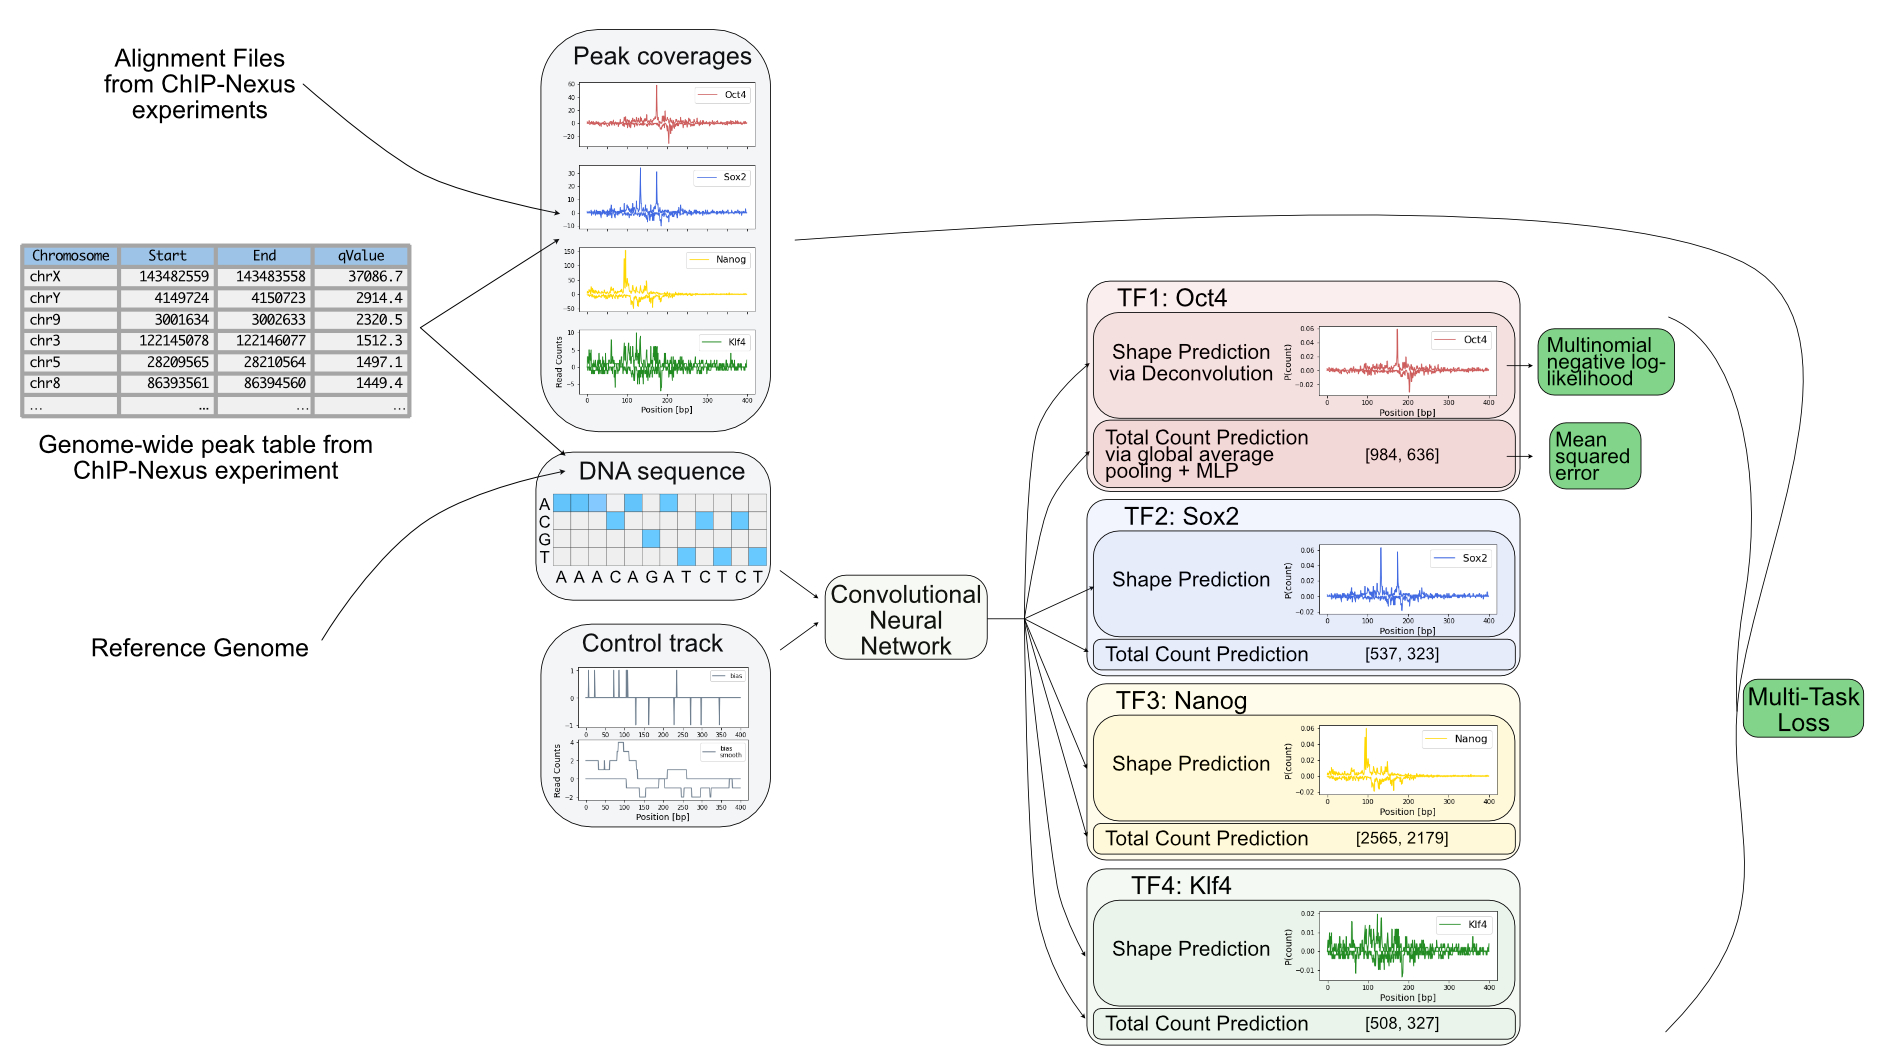 Alignment Files
from ChIP-Nexus
experiments
Chromosome Start End qValue
chrX 143482559 143483558 37086.7
chrY 4149724 4150723 2914.4
chr9 3001634 3002633 2320.5
chr3 122145078 122146077 1512.3
chr5 28209565 28210564 1497.1
chr8 86393561 86394560 1449.4
... ... ... ...
Genome-wide peak table from
ChIP-Nexus experiment
Reference Genome
Peak coverages
60
40
20
0
−20
Oct4
30
20
10
0
−10
Sox2
150
100
50
0
−50
Nanog
10
5
0
−5
Klf4
Read Counts
0 100 200 300 400
Position [bp]
DNA sequence
A
C
G
T
A A A C A G A T C T C T
Control track
1
0
−1
bias
0 50 100 150 200 250 300 350 400
4
2
0
−2
bias
smooth
Read Counts
0 50 100 150 200 250 300 350 400
Position [bp]
Convolutional
Neural
Network
TF1: Oct4
Shape Prediction
via Deconvolution
P(count)
0.06
0.04
0.02
0.00
−0.02
Oct4
0 100 200 300 400
Position [bp]
Total Count Prediction
via global average
pooling + MLP
[984, 636]
Multinomial
negative log-
likelihood
Mean
squared
error
TF2: Sox2
Shape Prediction
P(count)
0.06
0.04
0.02
0.00
−0.02
Sox2
0 100 200 300 400
Position [bp]
Total Count Prediction [537, 323]
TF3: Nanog
Shape Prediction
P(count)
0.06
0.04
0.02
0.00
−0.02
Nanog
0 100 200 300 400
Position [bp]
Total Count Prediction [2565, 2179]
TF4: Klf4
Shape Prediction
P(count)
0.02
0.01
0.00
−0.01
Klf4
0 100 200 300 400
Position [bp]
Total Count Prediction [508, 327]
Multi-Task
Loss